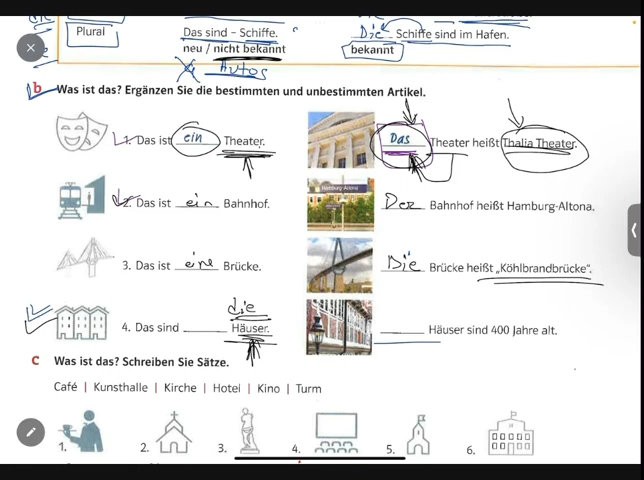 Plural
Das sind – Schiffe.
Die Schiffe sind im Hafen.
neu / nicht bekannt
bekannt
Autos
b Was ist das? Ergänzen Sie die bestimmten und unbestimmten Artikel.
1. Das ist ein Theater.
Das Theater heißt Thalia Theater.
Hamburg-Altona
2. Das ist ein Bahnhof.
Der Bahnhof heißt Hamburg-Altona.
3. Das ist eine Brücke.
Die Brücke heißt „Köhlbrandbrücke“.
die
4. Das sind ______ Häuser.
______ Häuser sind 400 Jahre alt.
C Was ist das? Schreiben Sie Sätze.
Café | Kunsthalle | Kirche | Hotel | Kino | Turm
1. 2. 3. 4. 5. 6.